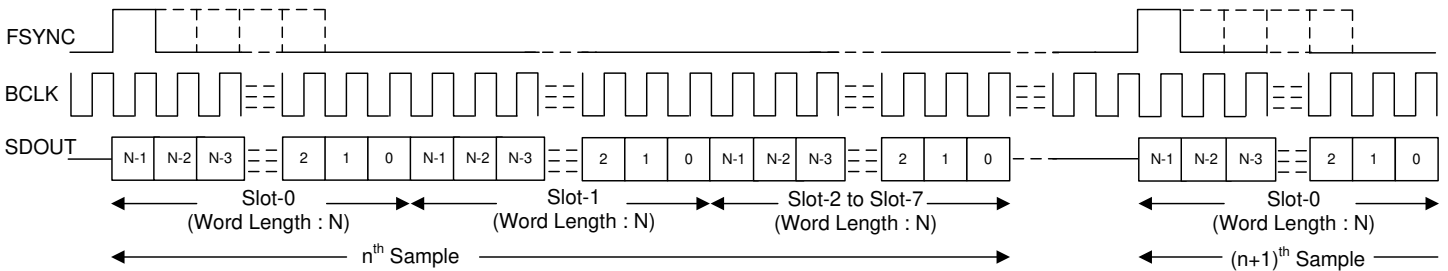 FSYNC
BCLK
SDOUT N-1 N-2 N-3 2 1 0 N-1 N-2 N-3 2 1 0 N-1 N-2 N-3 2 1 0 N-1 N-2 N-3 2 1 0
Slot-0 Slot-1 Slot-2 to Slot-7 Slot-0
(Word Length : N) (Word Length : N) (Word Length : N) (Word Length : N)
nth Sample (n+1)th Sample